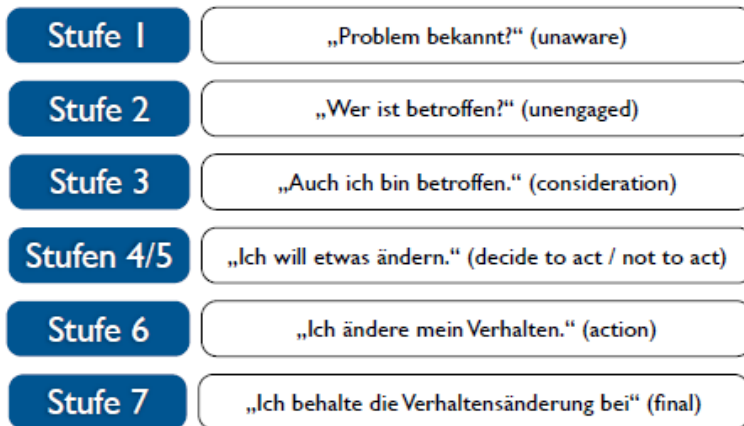 Stufe 1 „Problem bekannt?“ (unaware)
Stufe 2 „Wer ist betroffen?“ (unengaged)
Stufe 3 „Auch ich bin betroffen.“ (consideration)
Stufen 4/5 „Ich will etwas ändern.“ (decide to act / not to act)
Stufe 6 „Ich ändere mein Verhalten.“ (action)
Stufe 7 „Ich behalte die Verhaltensänderung bei“ (final)